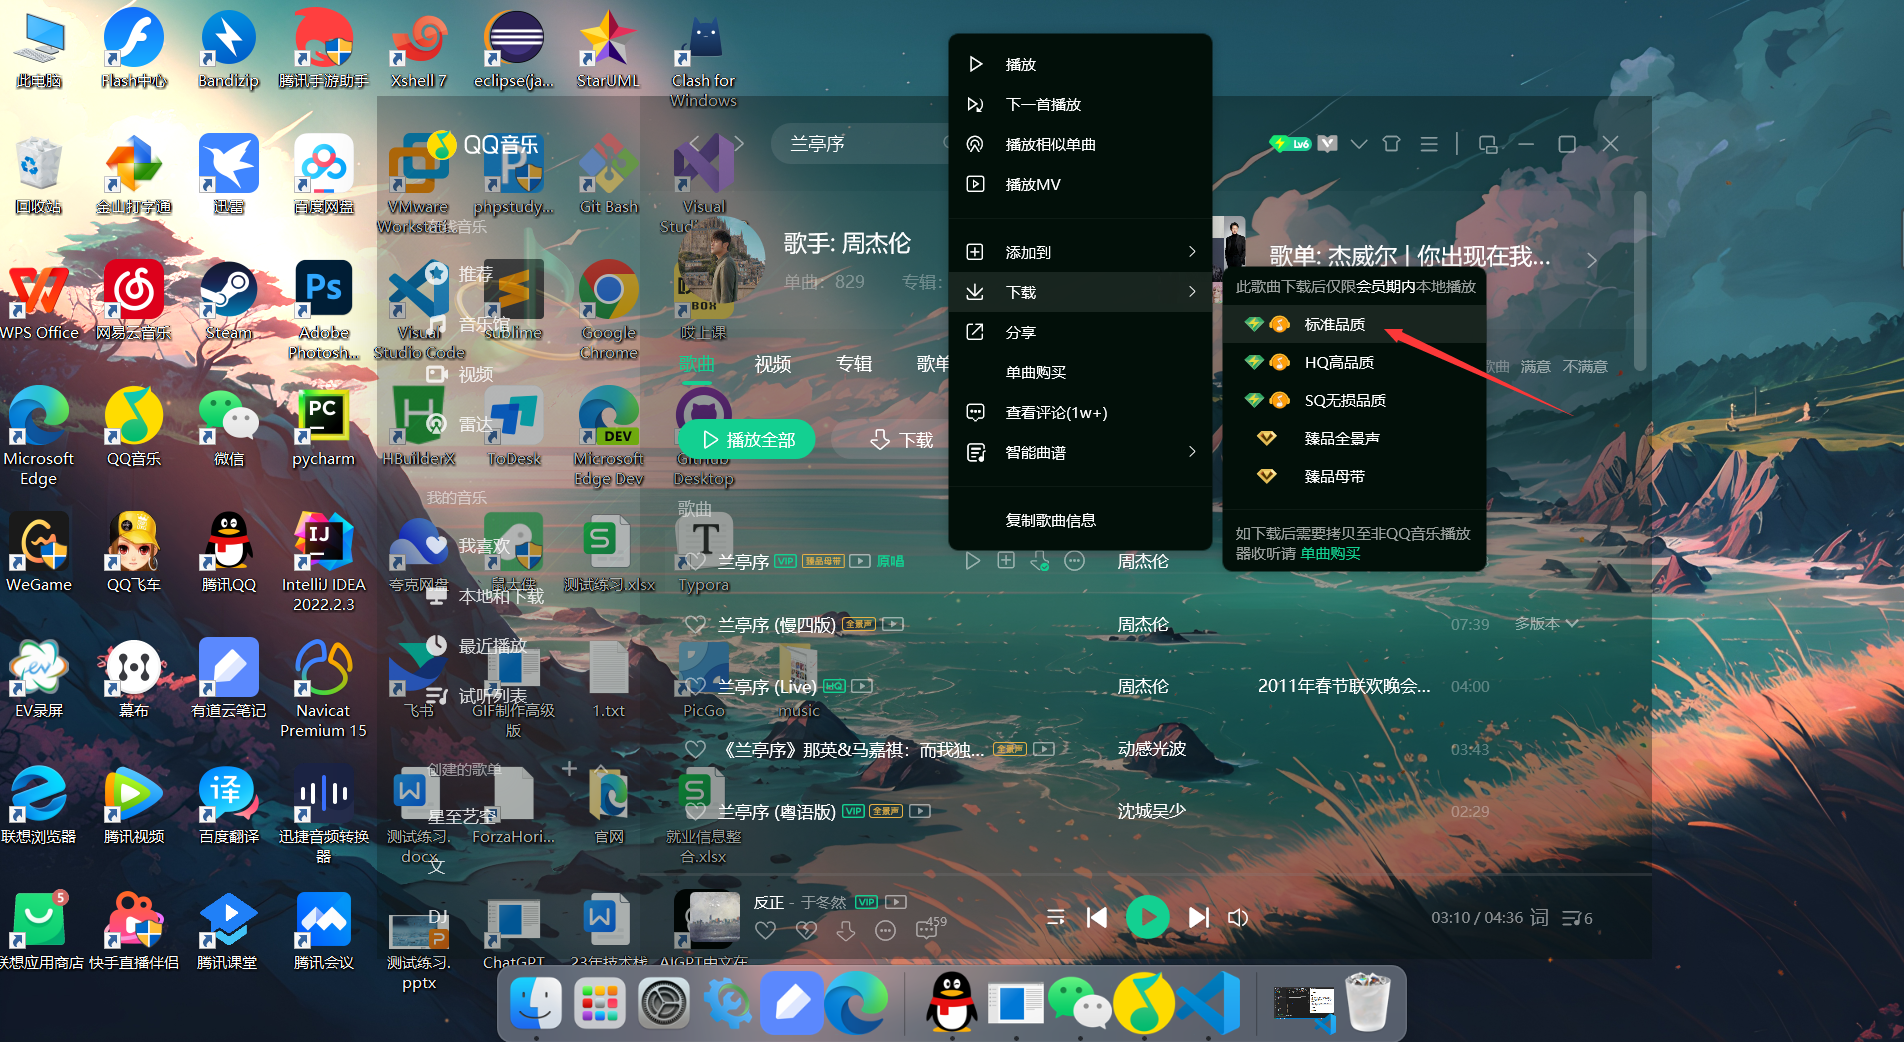 此电脑
Flash中心
Bandizip
腾讯手游助手
Xshell 7
eclipse(ja...
StarUML
Clash for
Windows
回收站
金山打字通
迅雷
百度网盘
VMware
phpstudy...
Git Bash
Visual
WPS Office
网易云音乐
Steam
Adobe
Photosh...
Visual
Studio Code
sublime
Google
Chrome
哎上课
Microsoft
Edge
QQ音乐
微信
pycharm
HBuilderX
ToDesk
Microsoft
Edge Dev
GitHub
Desktop
WeGame
QQ飞车
腾讯QQ
IntelliJ IDEA
2022.2.3
夸克网盘
鼠大侠
测试练习.xlsx
Typora
EV录屏
幕布
有道云笔记
Navicat
Premium 15
飞书
GIF制作高级
版
1.txt
PicGo
music
联想浏览器
腾讯视频
百度翻译
迅捷音频转换
器
测试练习.
docx
ForzaHori...
官网
就业信息整
合.xlsx
5
联想应用商店
快手直播伴侣
腾讯课堂
腾讯会议
测试练习.
pptx
ChatGPT
23年技术栈
AIGPT中文在
QQ音乐
在线音乐
推荐
音乐馆
视频
雷达
我的音乐
我喜欢
本地和下载
最近播放
试听列表
创建的歌单
星至艺空
文
DJ
兰亭序
Lv6
歌手: 周杰伦
单曲: 829
专辑:
歌单: 杰威尔 | 你出现在我...
歌曲
视频
专辑
歌单
歌曲 满意 不满意
播放全部
下载
歌曲
兰亭序 VIP 臻品母带 原唱
周杰伦
兰亭序 (慢四版) 全景声
周杰伦
07:39
多版本
兰亭序 (Live) HQ
周杰伦
2011年春节联欢晚会...
04:00
《兰亭序》那英&马嘉祺：而我独... 全景声
动感光波
03:43
兰亭序 (粤语版) VIP 全景声
沈城吴少
02:29
反正 - 于冬然 VIP
459
03:10 / 04:36 词
6
播放
下一首播放
播放相似单曲
播放MV
添加到
下载
分享
单曲购买
查看评论(1w+)
智能曲谱
复制歌曲信息
此歌曲下载后仅限会员期内本地播放
标准品质
HQ高品质
SQ无损品质
臻品全景声
臻品母带
如下载后需要拷贝至非QQ音乐播放
器收听请 单曲购买